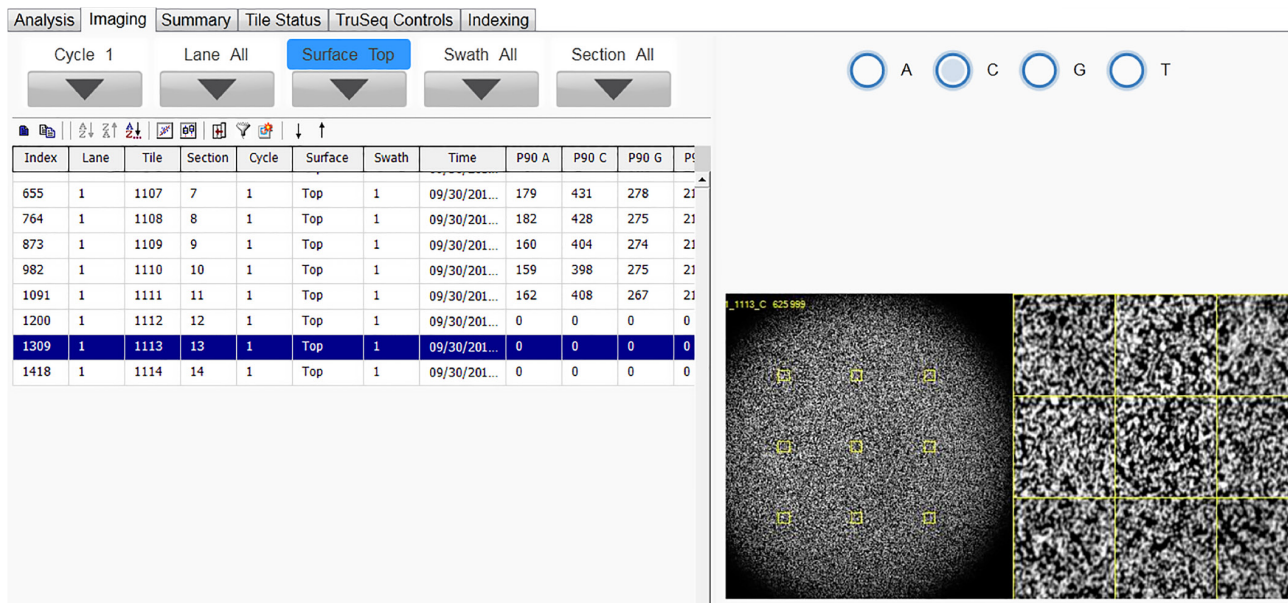 Analysis Imaging Summary Tile Status TruSeq Controls Indexing
Cycle 1 Lane All Surface Top Swath All Section All
A C G T
Index Lane Tile Section Cycle Surface Swath Time P90 A P90 C P90 G
655 1 1107 7 1 Top 1 09/30/201... 179 431 278 21
764 1 1108 8 1 Top 1 09/30/201... 182 428 275 21
873 1 1109 9 1 Top 1 09/30/201... 160 404 274 21
982 1 1110 10 1 Top 1 09/30/201... 159 398 275 21
1091 1 1111 11 1 Top 1 09/30/201... 162 408 267 21
1200 1 1112 12 1 Top 1 09/30/201... 0 0 0 0
1309 1 1113 13 1 Top 1 09/30/201... 0 0 0 0
1418 1 1114 14 1 Top 1 09/30/201... 0 0 0 0
_1113_C 625 999